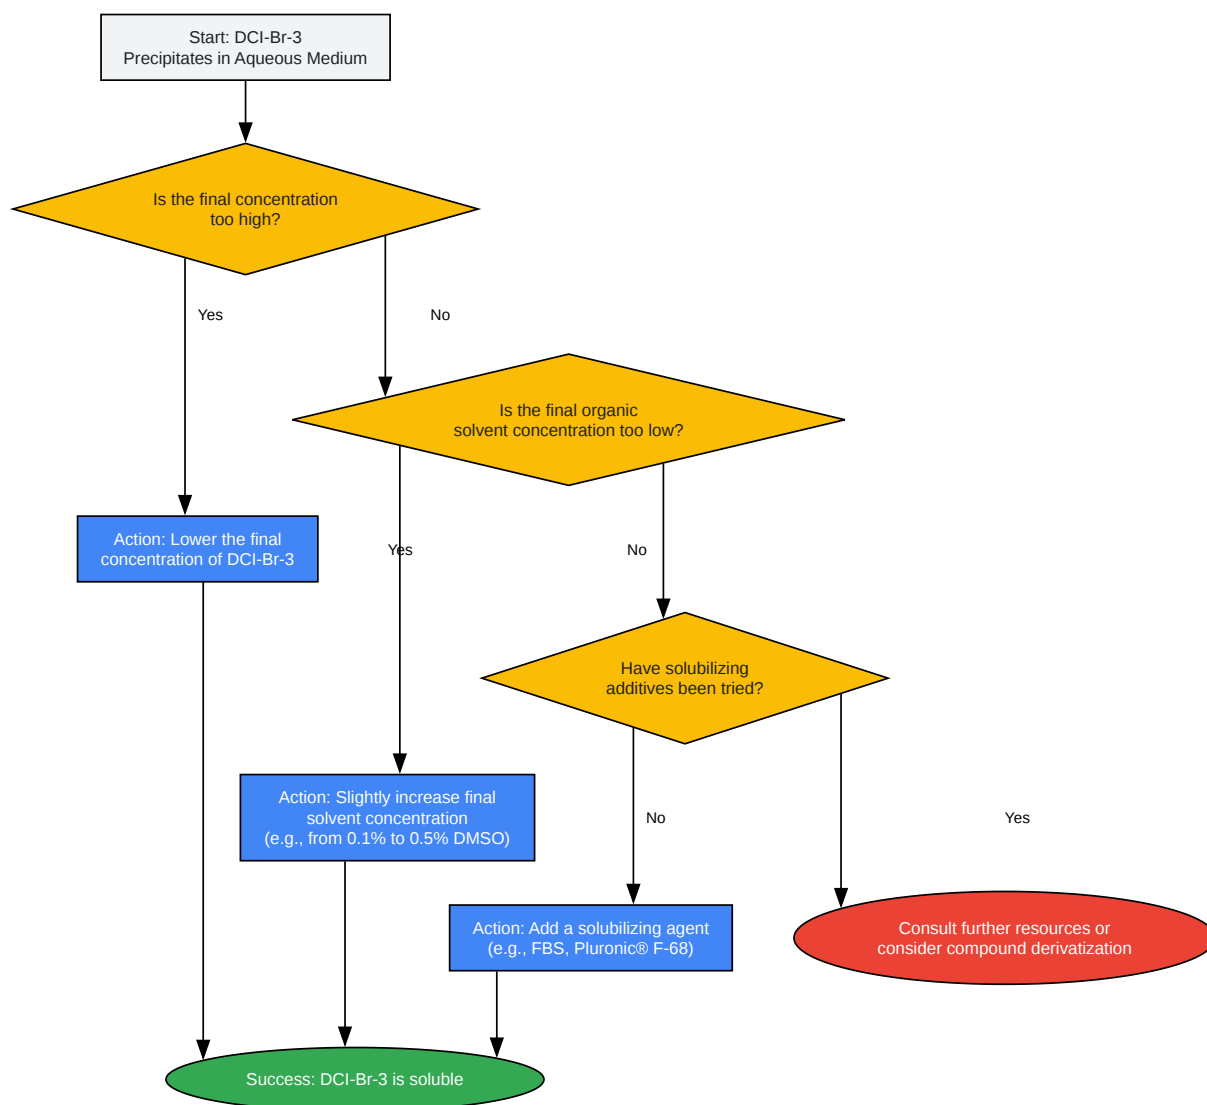 Start: DCI-Br-3
Precipitates in Aqueous Medium
Is the final concentration
too high?
Yes
No
Is the final organic
solvent concentration too low?
Action: Lower the final
concentration of DCI-Br-3
Yes
No
Have solubilizing
additives been tried?
Action: Slightly increase final
solvent concentration
(e.g., from 0.1% to 0.5% DMSO)
No
Yes
Action: Add a solubilizing agent
(e.g., FBS, Pluronic® F-68)
Consult further resources or
consider compound derivatization
Success: DCI-Br-3 is soluble